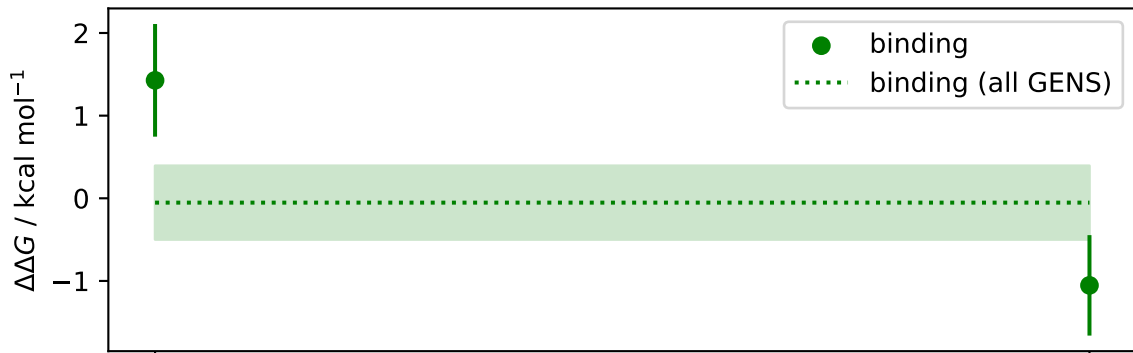 ΔΔG / kcal mol⁻¹
2
1
0
−1
binding
binding (all GENS)